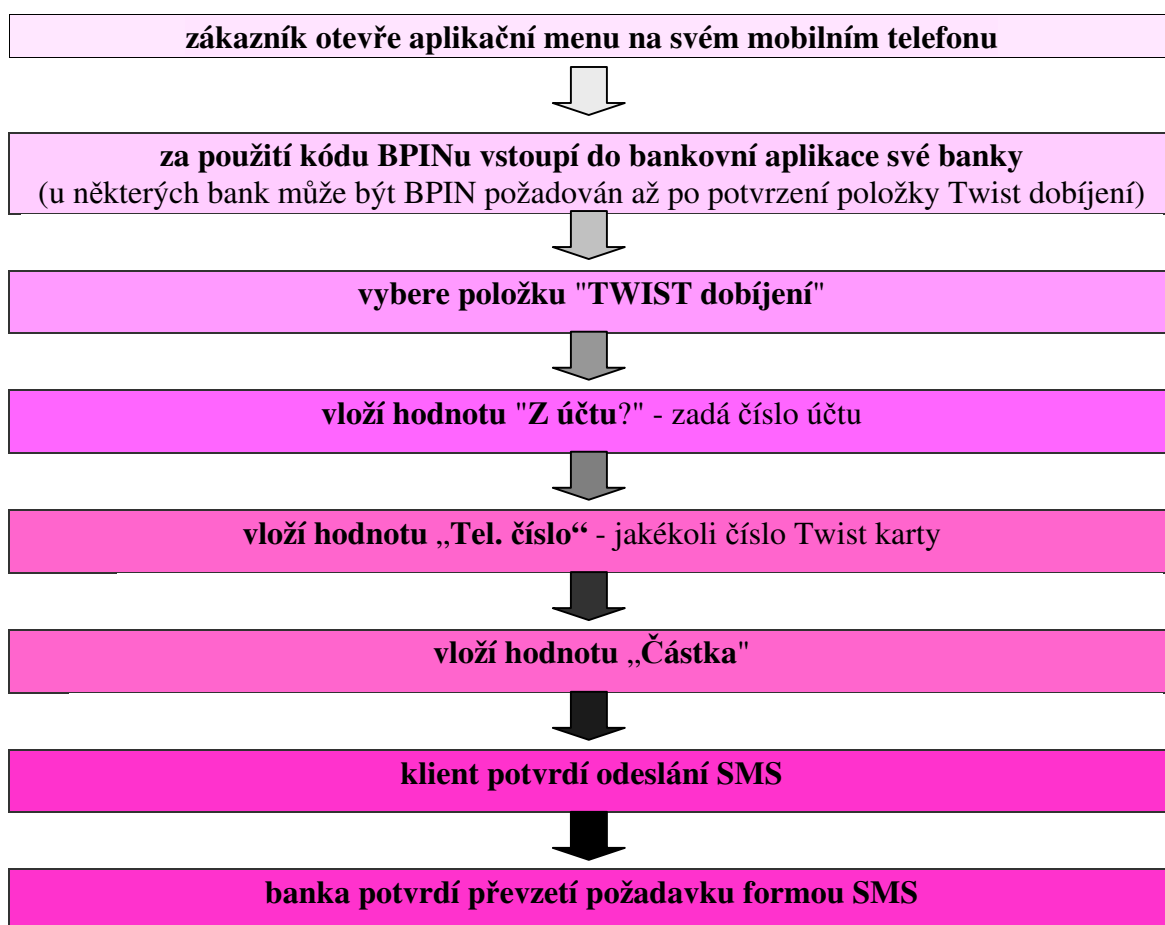 zákazník otevře aplikační menu na svém mobilním telefonu
za použití kódu BPINu vstoupí do bankovní aplikace své banky
(u některých bank může být BPIN požadován až po potvrzení položky Twist dobíjení)
vybere položku "TWIST dobíjení"
vloží hodnotu "Z účtu?" - zadá číslo účtu
vloží hodnotu „Tel. číslo“ - jakékoli číslo Twist karty
vloží hodnotu „Částka"
klient potvrdí odeslání SMS
banka potvrdí převzetí požadavku formou SMS